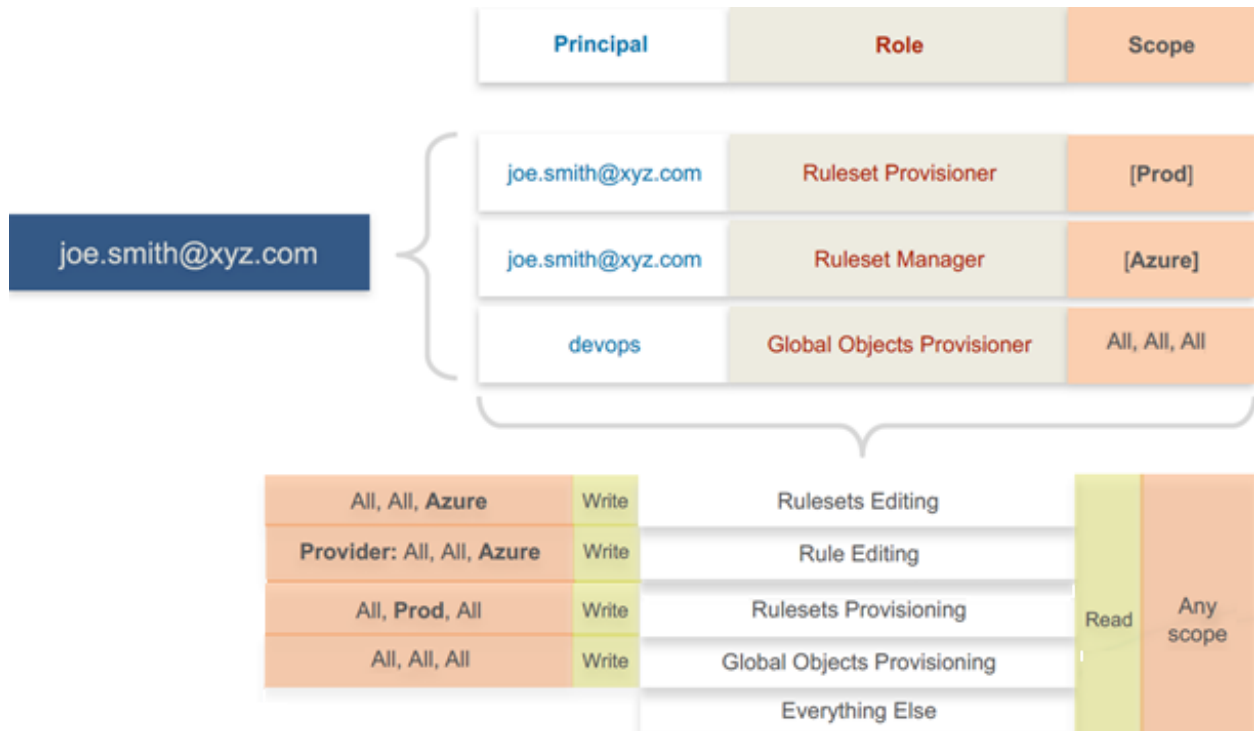 Principal Role Scope
joe.smith@xyz.com Ruleset Provisioner [Prod]
joe.smith@xyz.com
joe.smith@xyz.com Ruleset Manager [Azure]
devops Global Objects Provisioner All, All, All
All, All, Azure Write Rulesets Editing
Provider: All, All, Azure Write Rule Editing
All, Prod, All Write Rulesets Provisioning
All, All, All Write Global Objects Provisioning
Everything Else
Read
Any
scope